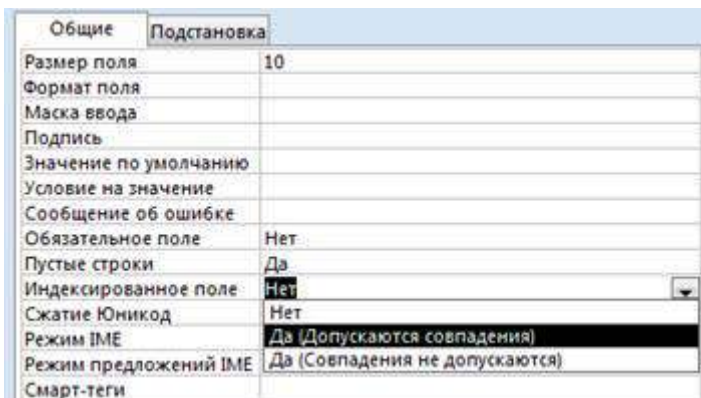 Общие Подстановка
Размер поля 10
Формат поля
Маска ввода
Подпись
Значение по умолчанию
Условие на значение
Сообщение об ошибке
Обязательное поле Нет
Пустые строки Да
Индексированное поле Нет
Сжатие Юникод Нет
Режим IME Да (Допускаются совпадения)
Режим предложений IME Да (Совпадения не допускаются)
Смарт-теги